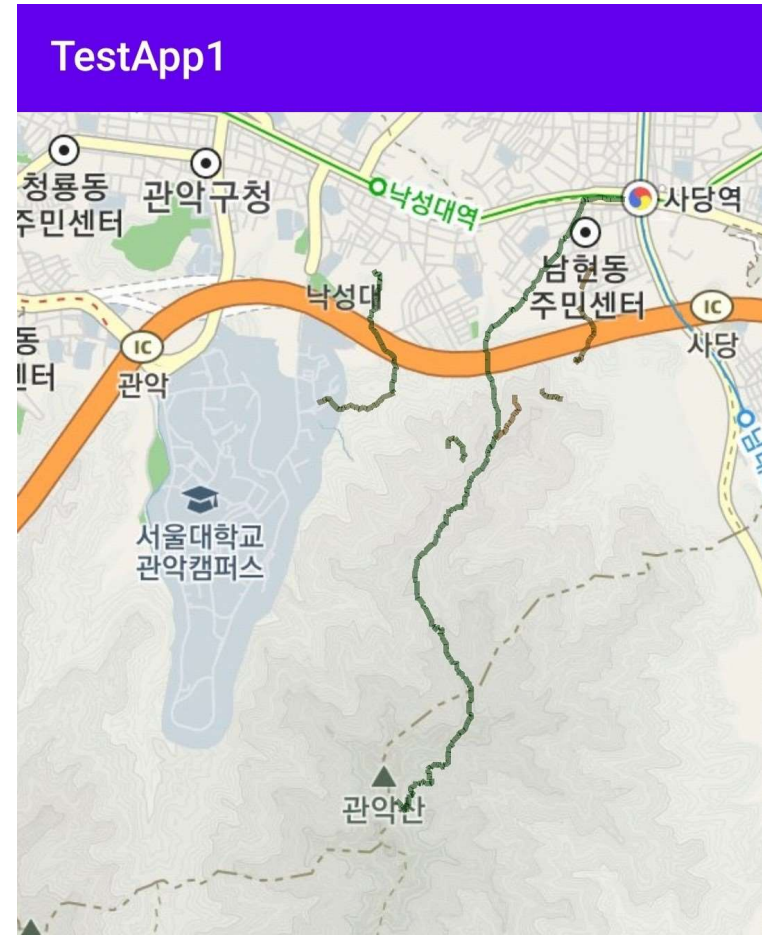 TestApp1
청룡동
주민센터
관악구청
낙성대역
사당역
남현동
주민센터
낙성대
IC
관악
IC
사당
서울대학교
관악캠퍼스
관악산